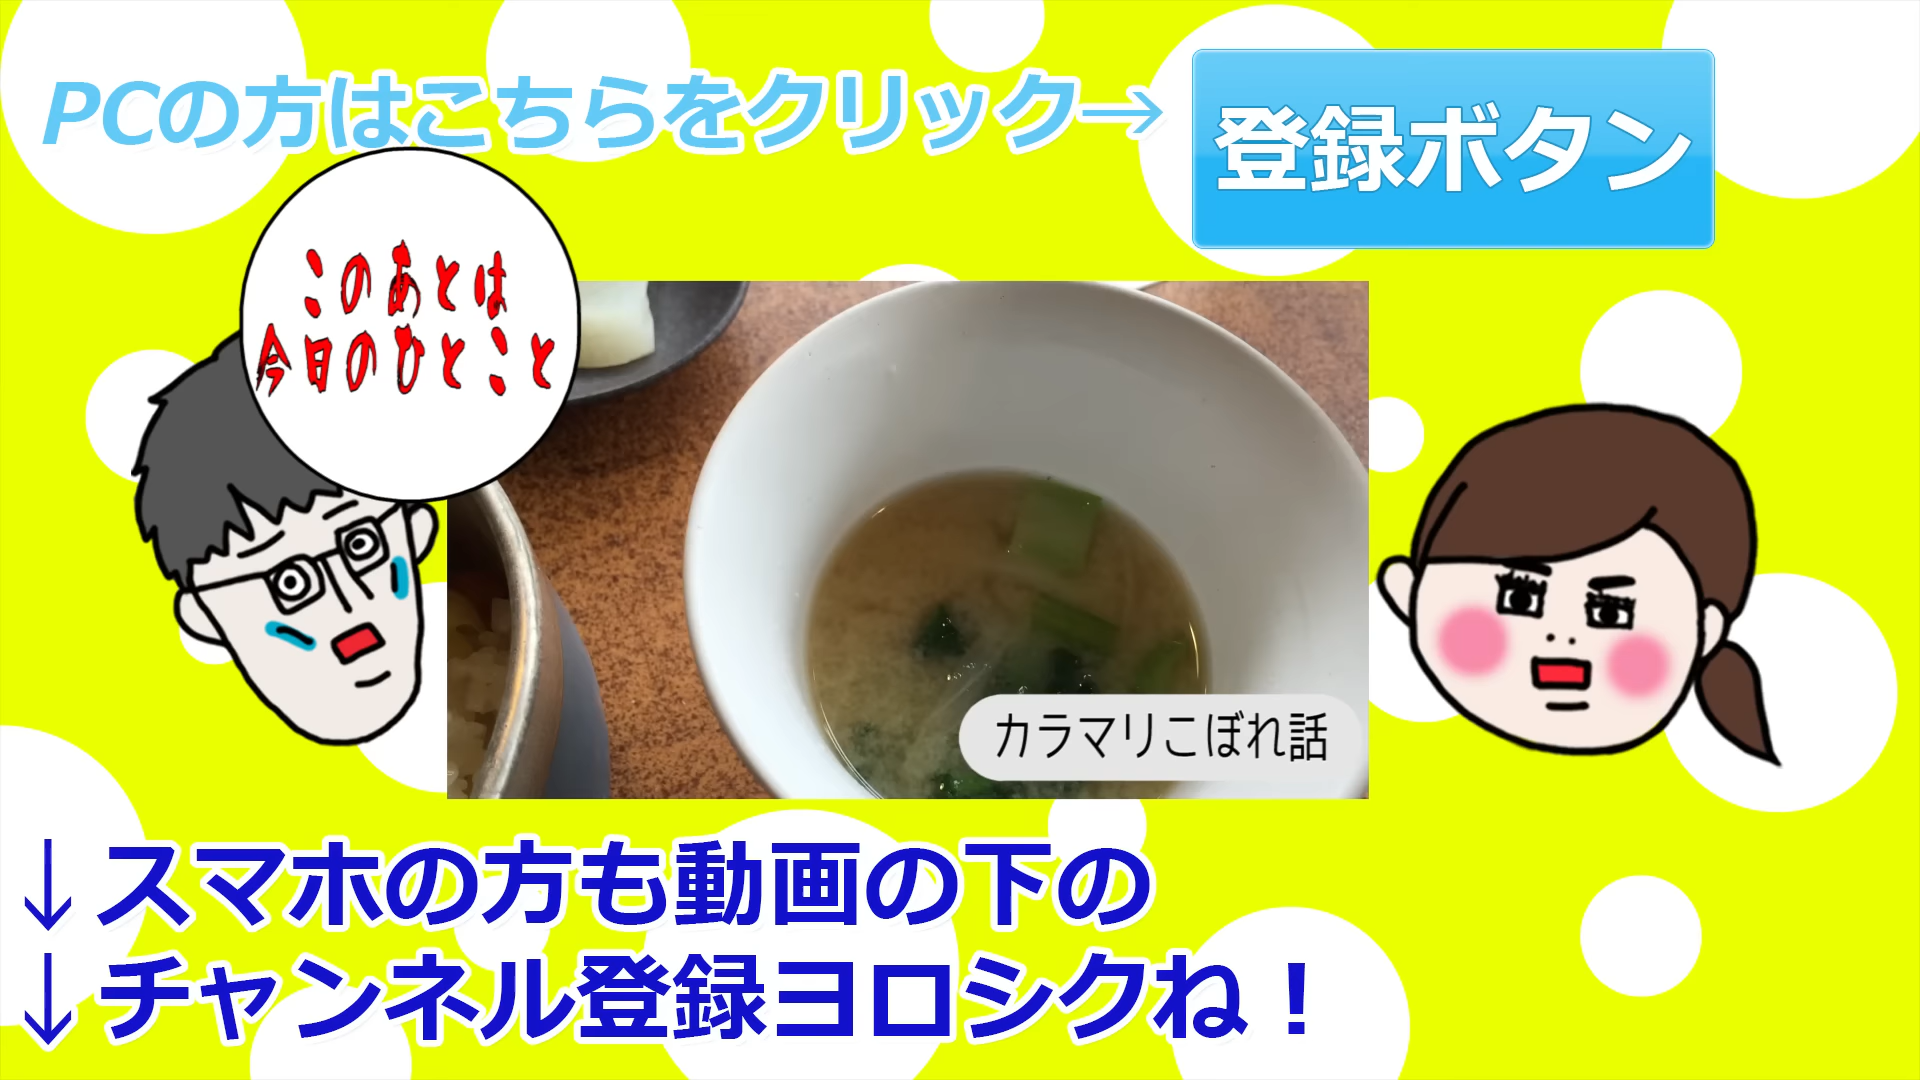 PCの方はこちらをクリック→
登録ボタン
このあとは
今日のひとこと
カラマリこぼれ話
↓スマホの方も動画の下の
↓チャンネル登録ヨロシクね！